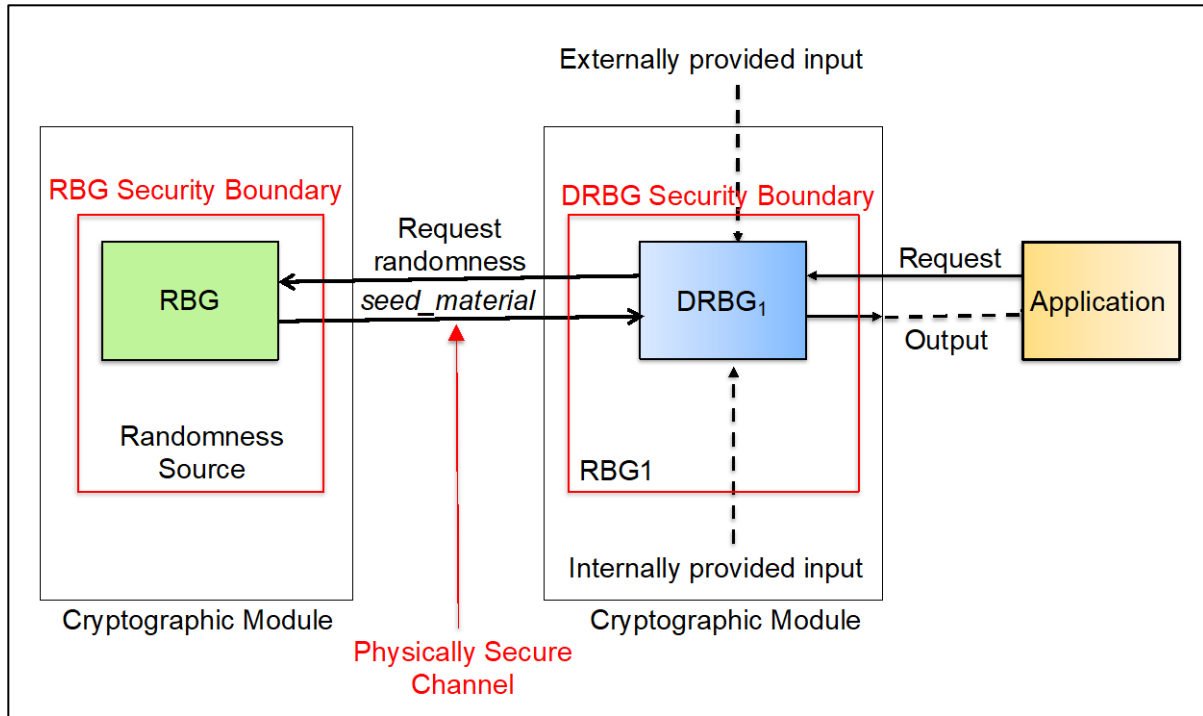 Externally provided input
RBG Security Boundary
DRBG Security Boundary
Request
randomness
Request
RBG
seed_material
DRBG₁
Application
Output
Randomness
Source
RBG1
Internally provided input
Cryptographic Module
Cryptographic Module
Physically Secure
Channel